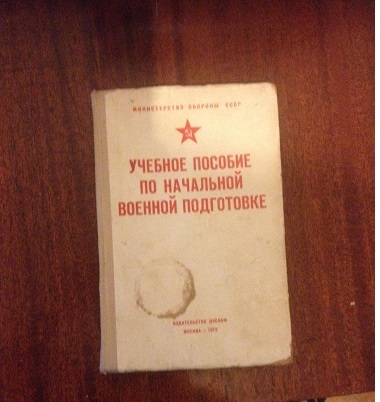 МИНИСТЕРСТВО ОБОРОНЫ СССР
УЧЕБНОЕ ПОСОБИЕ
ПО НАЧАЛЬНОЙ
ВОЕННОЙ ПОДГОТОВКЕ
ИЗДАТЕЛЬСТВО ДОСААФ
МОСКВА —